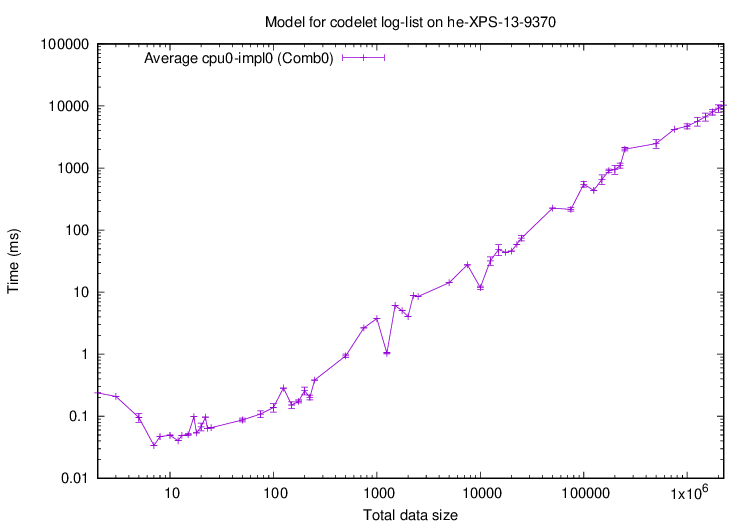 Model for codelet log-list on he-XPS-13-9370
Average cpu0-impl0 (Comb0)
100000
10000
1000
100
10
1
0.1
0.01
Time (ms)
10 100 1000 10000 100000 1x10⁶
Total data size